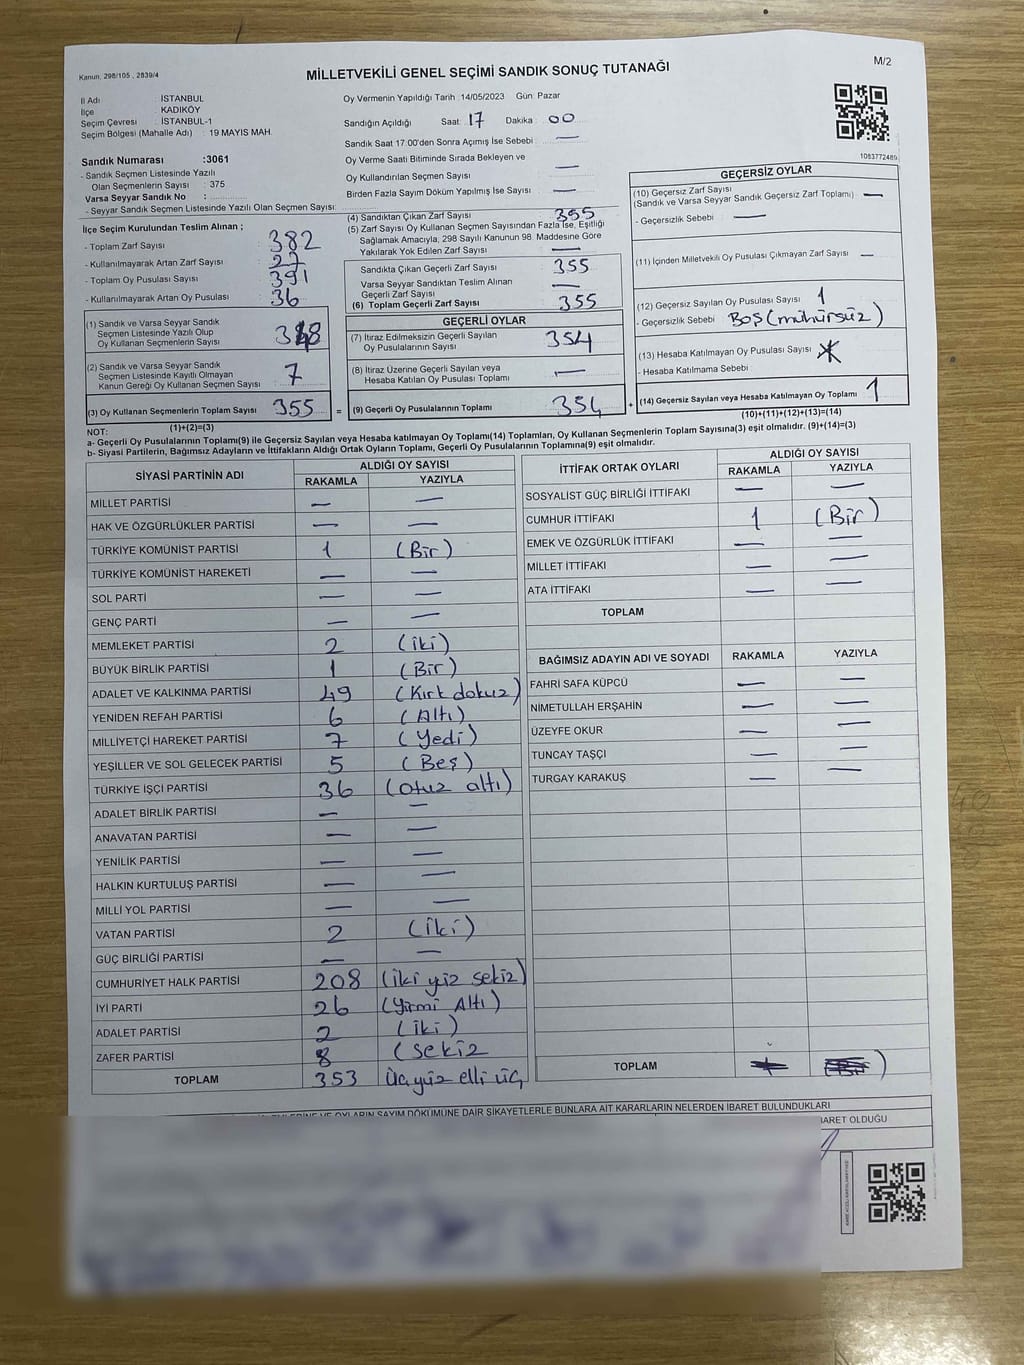 Kanun, 298/105 , 2839/4
MİLLETVEKİLİ GENEL SEÇİMİ SANDIK SONUÇ TUTANAĞI
M/2
İl Adı : İSTANBUL
İlçe : KADIKÖY
Seçim Çevresi : İSTANBUL-1
Seçim Bölgesi (Mahalle Adı) : 19 MAYIS MAH.
Sandık Numarası :3061
- Sandık Seçmen Listesinde Yazılı
Olan Seçmenlerin Sayısı : 375
Varsa Seyyar Sandık No :
- Seyyar Sandık Seçmen Listesinde Yazılı Olan Seçmen Sayısı:
İlçe Seçim Kurulundan Teslim Alınan ;
- Toplam Zarf Sayısı : 382
- Kullanılmayarak Artan Zarf Sayısı : 27
- Toplam Oy Pusulası Sayısı : 391
- Kullanılmayarak Artan Oy Pusulası : 36
(1) Sandık ve Varsa Seyyar Sandık
Seçmen Listesinde Yazılı Olup
Oy Kullanan Seçmenlerin Sayısı
(2) Sandık ve Varsa Seyyar Sandık
Seçmen Listesinde Kayıtlı Olmayan
Kanun Gereği Oy Kullanan Seçmen Sayısı 7
(3) Oy Kullanan Seçmenlerin Toplam Sayısı 355 =
(1)+(2)=(3)
Oy Vermenin Yapıldığı Tarih :14/05/2023 Gün: Pazar
Sandığın Açıldığı Saat: 17 Dakika : 00
Sandık Saat 17:00'den Sonra Açımış İse Sebebi : —
Oy Verme Saati Bitiminde Sırada Bekleyen ve
Oy Kullandırılan Seçmen Sayısı : —
Birden Fazla Sayım Döküm Yapılmış İse Sayısı : —
(4) Sandıktan Çıkan Zarf Sayısı 355
(5) Zarf Sayısı Oy Kullanan Seçmen Sayısından Fazla İse, Eşitliği
Sağlamak Amacıyla, 298 Sayılı Kanunun 98. Maddesine Göre
Yakılarak Yok Edilen Zarf Sayısı —
Sandıkta Çıkan Geçerli Zarf Sayısı 355
Varsa Seyyar Sandıktan Teslim Alınan
Geçerli Zarf Sayısı —
(6) Toplam Geçerli Zarf Sayısı 355
GEÇERLİ OYLAR
(7) İtiraz Edilmeksizin Geçerli Sayılan
Oy Pusulalarının Sayısı 354
(8) İtiraz Üzerine Geçerli Sayılan veya
Hesaba Katılan Oy Pusulası Toplamı —
(9) Geçerli Oy Pusulalarının Toplamı 354 +
1083772489
GEÇERSİZ OYLAR
(10) Geçersiz Zarf Sayısı
(Sandık ve Varsa Seyyar Sandık Geçersiz Zarf Toplamı) —
- Geçersizlik Sebebi : —
(11) İçinden Milletvekili Oy Pusulası Çıkmayan Zarf Sayısı —
(12) Geçersiz Sayılan Oy Pusulası Sayısı 1
- Geçersizlik Sebebi : BOŞ (mühürsüz)
(13) Hesaba Katılmayan Oy Pusulası Sayısı
- Hesaba Katılmama Sebebi :
(14) Geçersiz Sayılan veya Hesaba Katılmayan Oy Toplamı 1
(10)+(11)+(12)+(13)=(14)
NOT:
a- Geçerli Oy Pusulalarının Toplamı(9) ile Geçersiz Sayılan veya Hesaba katılmayan Oy Toplamı(14) Toplamları, Oy Kullanan Seçmenlerin Toplam Sayısına(3) eşit olmalıdır. (9)+(14)=(3)
b- Siyasi Partilerin, Bağımsız Adayların ve İttifakların Aldığı Ortak Oyların Toplamı, Geçerli Oy Pusulalarının Toplamına(9) eşit olmalıdır.
SİYASİ PARTİNİN ADI ALDIĞI OY SAYISI
RAKAMLA YAZIYLA
MİLLET PARTİSİ — —
HAK VE ÖZGÜRLÜKLER PARTİSİ — —
TÜRKİYE KOMÜNİST PARTİSİ 1 (Bir)
TÜRKİYE KOMÜNİST HAREKETİ — —
SOL PARTİ — —
GENÇ PARTİ — —
MEMLEKET PARTİSİ 2 (iki)
BÜYÜK BİRLİK PARTİSİ 1 (Bir)
ADALET VE KALKINMA PARTİSİ 49 (Kırk dokuz)
YENİDEN REFAH PARTİSİ 6 (Altı)
MİLLİYETÇİ HAREKET PARTİSİ 7 (Yedi)
YEŞİLLER VE SOL GELECEK PARTİSİ 5 (Beş)
TÜRKİYE İŞÇİ PARTİSİ 36 (otuz altı)
ADALET BİRLİK PARTİSİ — —
ANAVATAN PARTİSİ — —
YENİLİK PARTİSİ — —
HALKIN KURTULUŞ PARTİSİ — —
MİLLİ YOL PARTİSİ — —
VATAN PARTİSİ 2 (iki)
GÜÇ BİRLİĞİ PARTİSİ — —
CUMHURİYET HALK PARTİSİ 208 (iki yüz sekiz)
İYİ PARTİ 26 (Yirmi Altı)
ADALET PARTİSİ 2 (iki)
ZAFER PARTİSİ 8 (sekiz
TOPLAM 353 üç yüz elli üç
İTTİFAK ORTAK OYLARI ALDIĞI OY SAYISI
RAKAMLA YAZIYLA
SOSYALİST GÜÇ BİRLİĞİ İTTİFAKI — —
CUMHUR İTTİFAKI 1 (Bir)
EMEK VE ÖZGÜRLÜK İTTİFAKI — —
MİLLET İTTİFAKI — —
ATA İTTİFAKI — —
TOPLAM
BAĞIMSIZ ADAYIN ADI VE SOYADI RAKAMLA YAZIYLA
FAHRİ SAFA KÜPCÜ — —
NİMETULLAH ERŞAHİN — —
ÜZEYFE OKUR — —
TUNCAY TAŞÇI — —
TURGAY KARAKUŞ — —
TOPLAM
OYLARIN SAYIM DÖKÜMÜNE DAİR ŞİKAYETLERLE BUNLARA AİT KARARLARIN NELERDEN İBARET BULUNDUKLARI
İBARET OLDUĞU